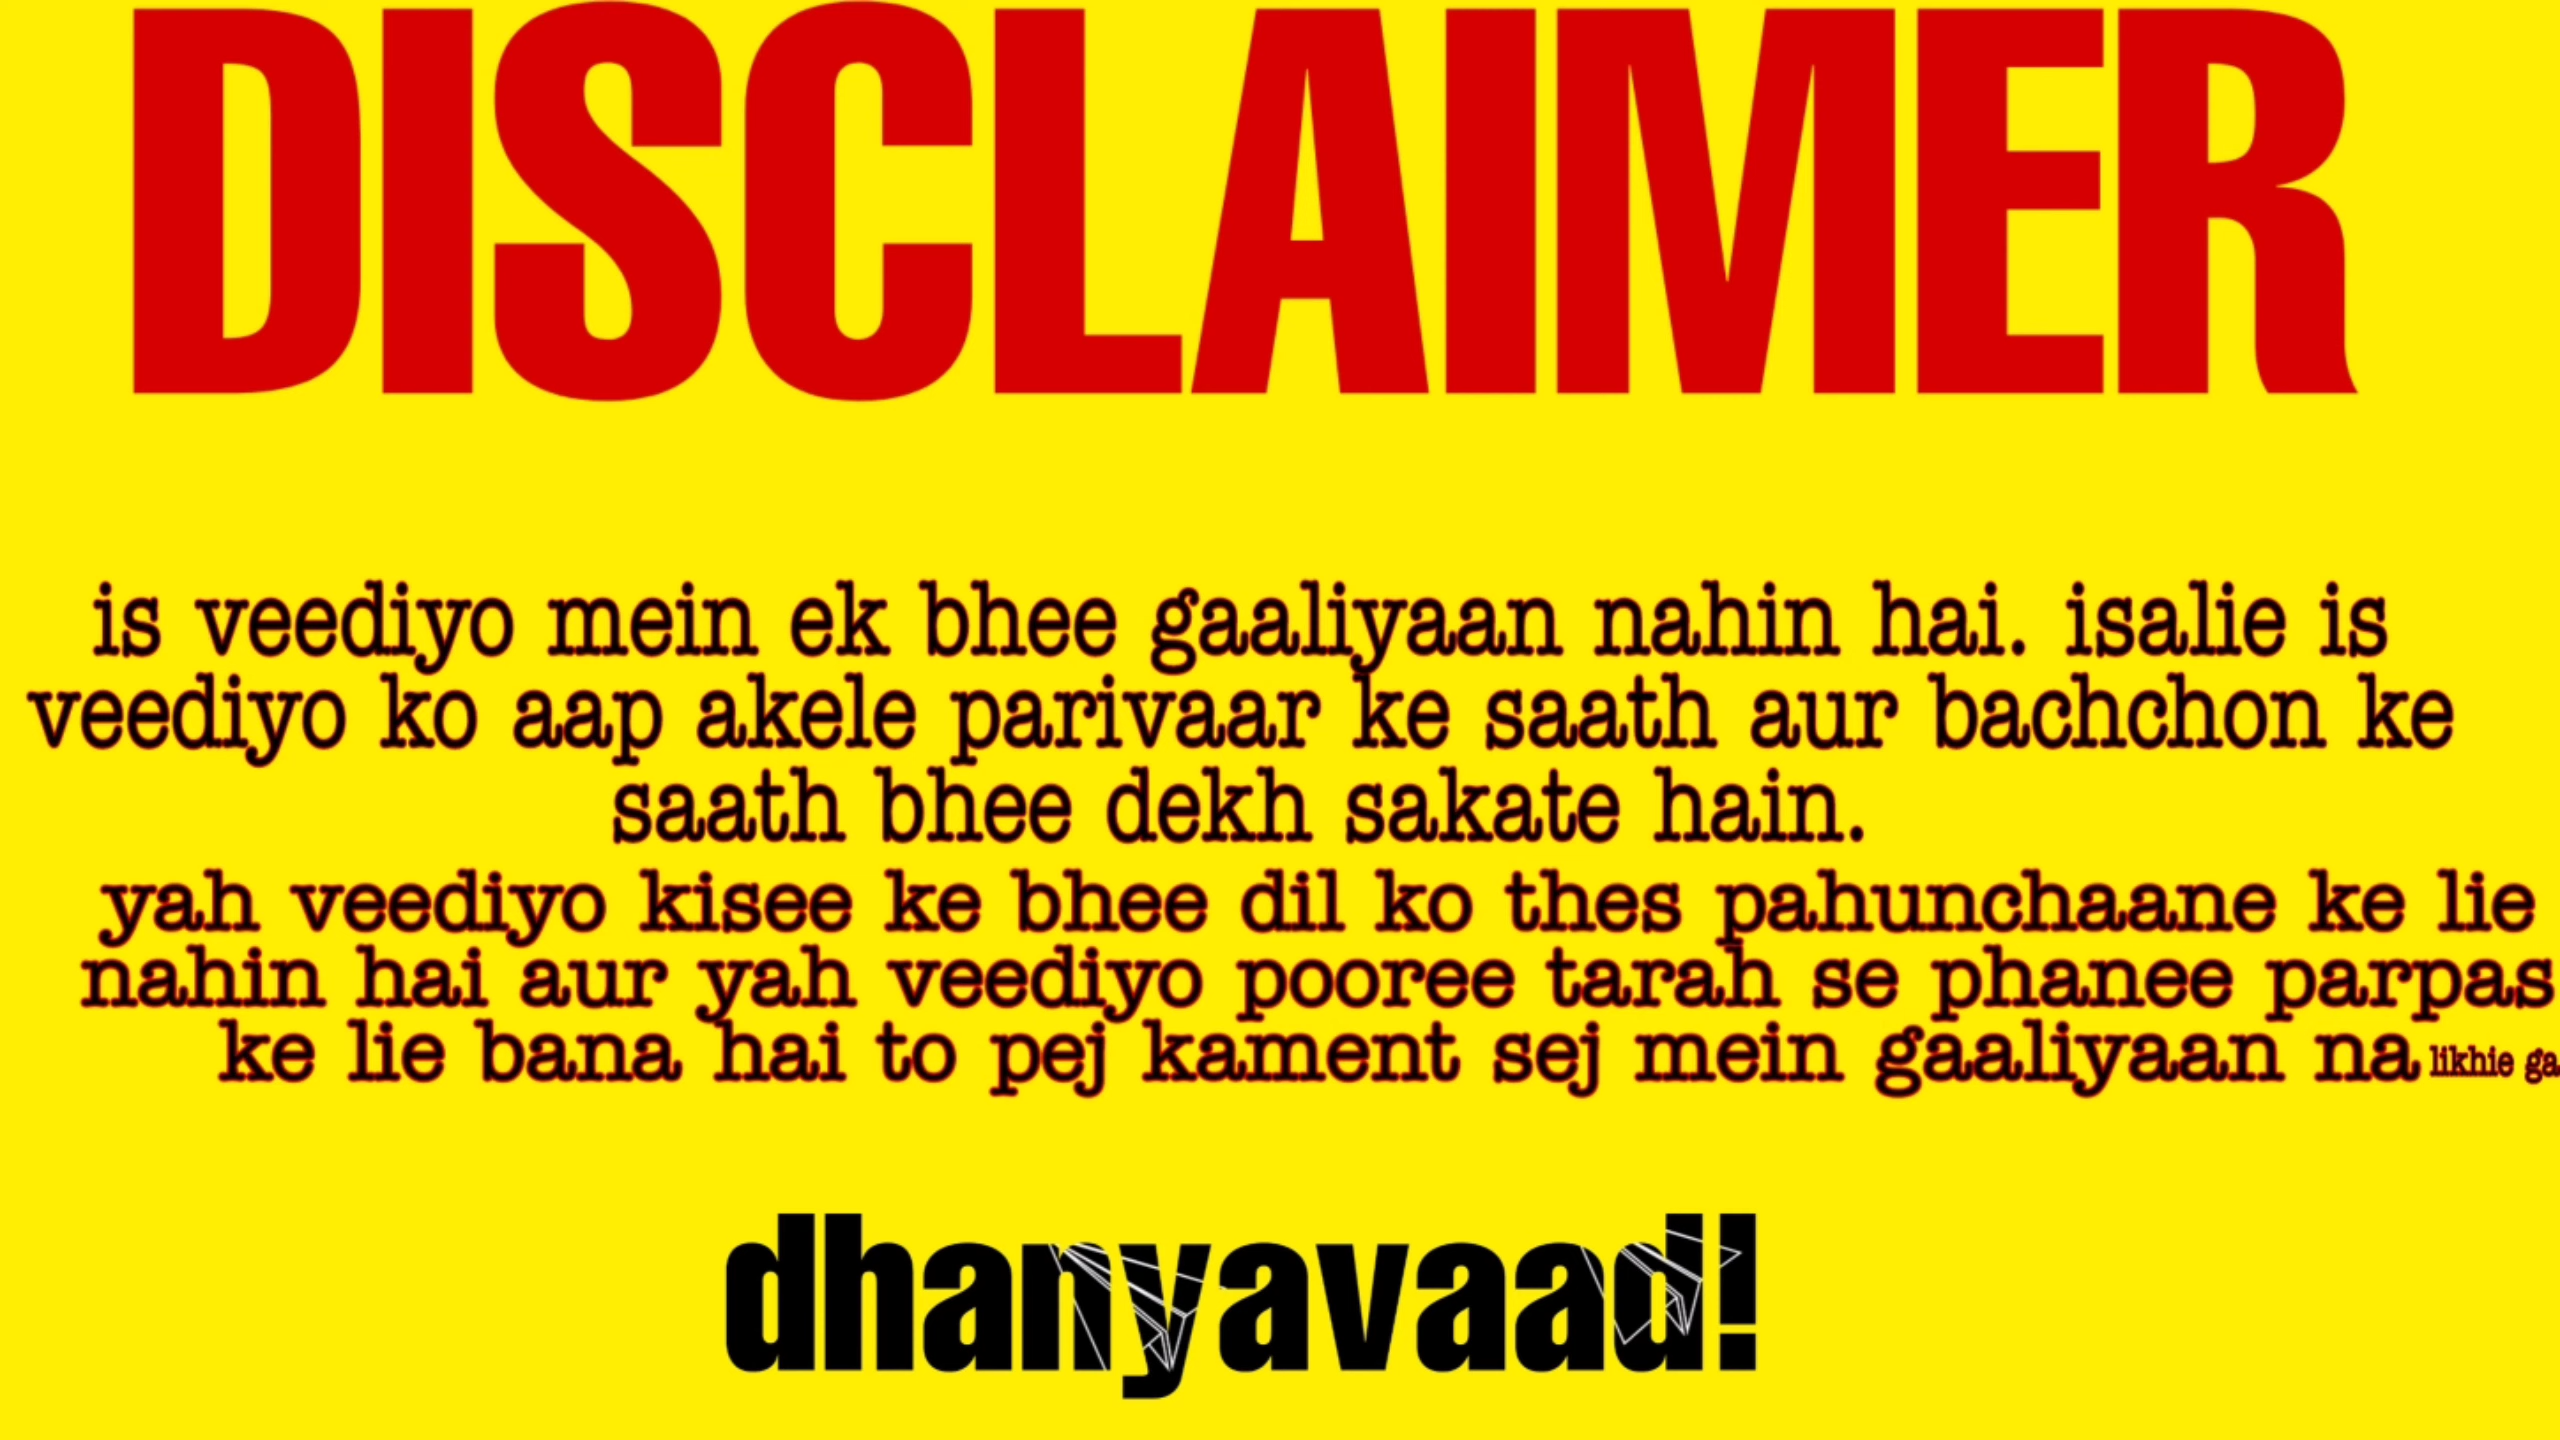 DISCLAIMER
is veediyo mein ek bhee gaaliyaan nahin hai. isalie is
veediyo ko aap akele parivaar ke saath aur bachchon ke
saath bhee dekh sakate hain.
yah veediyo kisee ke bhee dil ko thes pahunchaane ke lie
nahin hai aur yah veediyo pooree tarah se phanee parpas
ke lie bana hai to pej kament sej mein gaaliyaan na likhie ga
dhanyavaad!